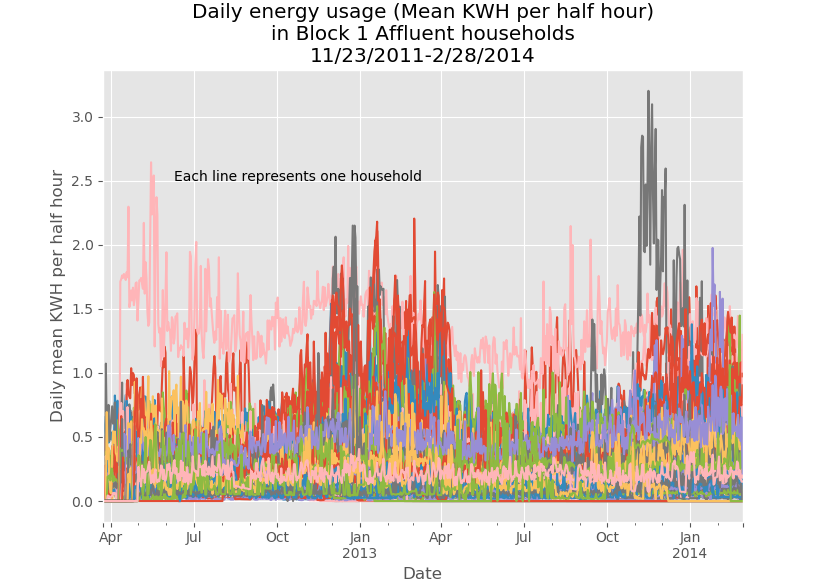 Daily energy usage (Mean KWH per half hour)
in Block 1 Affluent households
11/23/2011-2/28/2014
Daily mean KWH per half hour
3.0
2.5
2.0
1.5
1.0
0.5
0.0
Each line represents one household
Apr Jul Oct Jan Apr Jul Oct Jan
2013 2014
Date